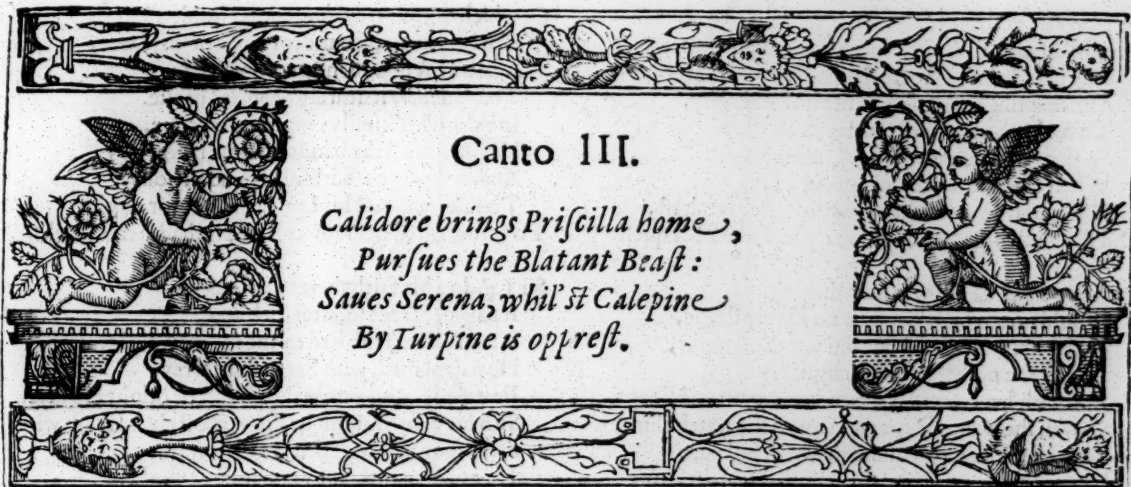 Canto III.
Calidore brings Priſcilla home,
Purſues the Blatant Beaſt:
Saues Serena, whil'ſt Calepine
By Turpine is oppreſt.